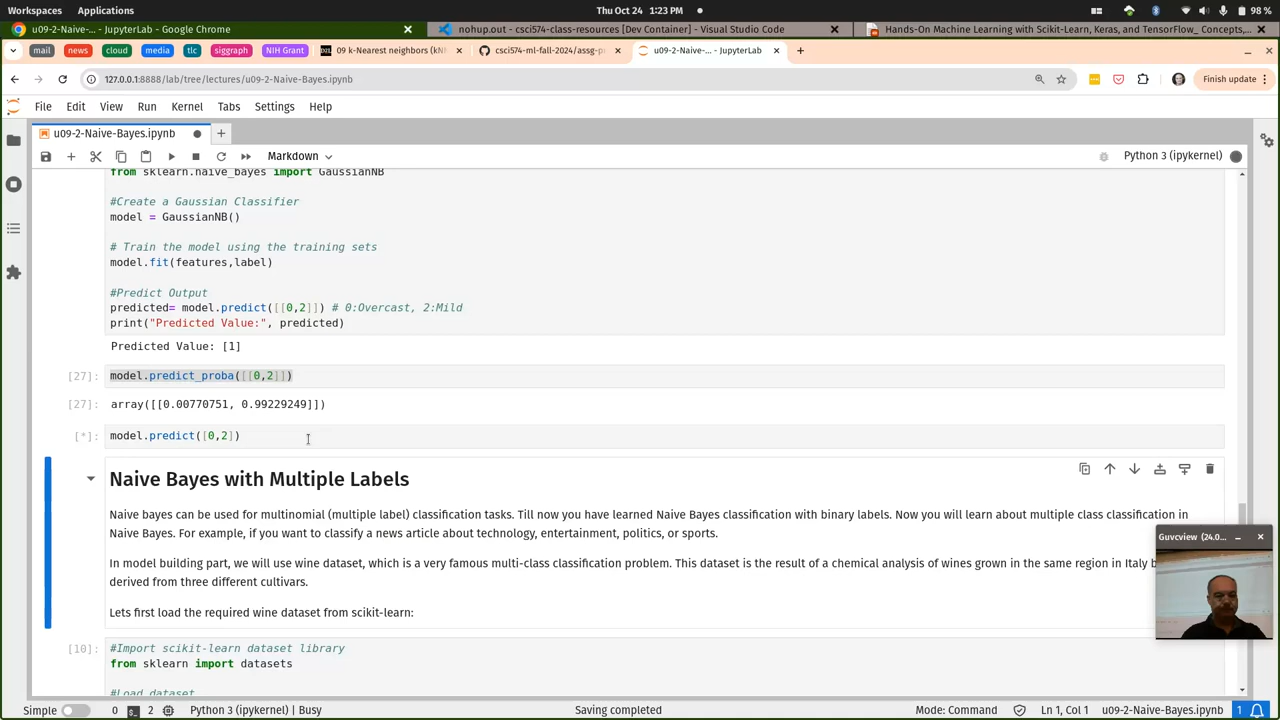 Workspaces Applications Thu Oct 24 1:23 PM 98 %
u09-2-Naive-... - JupyterLab - Google Chrome nohup.out - csci574-class-resources [Dev Container] - Visual Studio Code Hands-On Machine Learning with Scikit-Learn, Keras, and TensorFlow_ Concepts,...
mail news cloud media tlc siggraph NIH Grant 09 k-Nearest neighbors (kNN csci574-ml-fall-2024/assg-p u09-2-Naive-... - JupyterLab
127.0.0.1:8888/lab/tree/lectures/u09-2-Naive-Bayes.ipynb Finish update
File Edit View Run Kernel Tabs Settings Help
u09-2-Naive-Bayes.ipynb
Markdown Python 3 (ipykernel)
from sklearn.naive_bayes import GaussianNB
#Create a Gaussian Classifier
model = GaussianNB()
# Train the model using the training sets
model.fit(features,label)
#Predict Output
predicted= model.predict([[0,2]]) # 0:Overcast, 2:Mild
print("Predicted Value:", predicted)
Predicted Value: [1]
[27]: model.predict_proba([[0,2]])
[27]: array([[0.00770751, 0.99229249]])
[*]: model.predict([0,2])
Naive Bayes with Multiple Labels
Naive bayes can be used for multinomial (multiple label) classification tasks. Till now you have learned Naive Bayes classification with binary labels. Now you will learn about multiple class classification in
Naive Bayes. For example, if you want to classify a news article about technology, entertainment, politics, or sports.
Guvcview (24.0...
In model building part, we will use wine dataset, which is a very famous multi-class classification problem. This dataset is the result of a chemical analysis of wines grown in the same region in Italy b
derived from three different cultivars.
Lets first load the required wine dataset from scikit-learn:
[10]: #Import scikit-learn dataset library
from sklearn import datasets
#Load dataset
Simple 0 2 Python 3 (ipykernel) | Busy Saving completed Mode: Command Ln 1, Col 1 u09-2-Naive-Bayes.ipynb 1